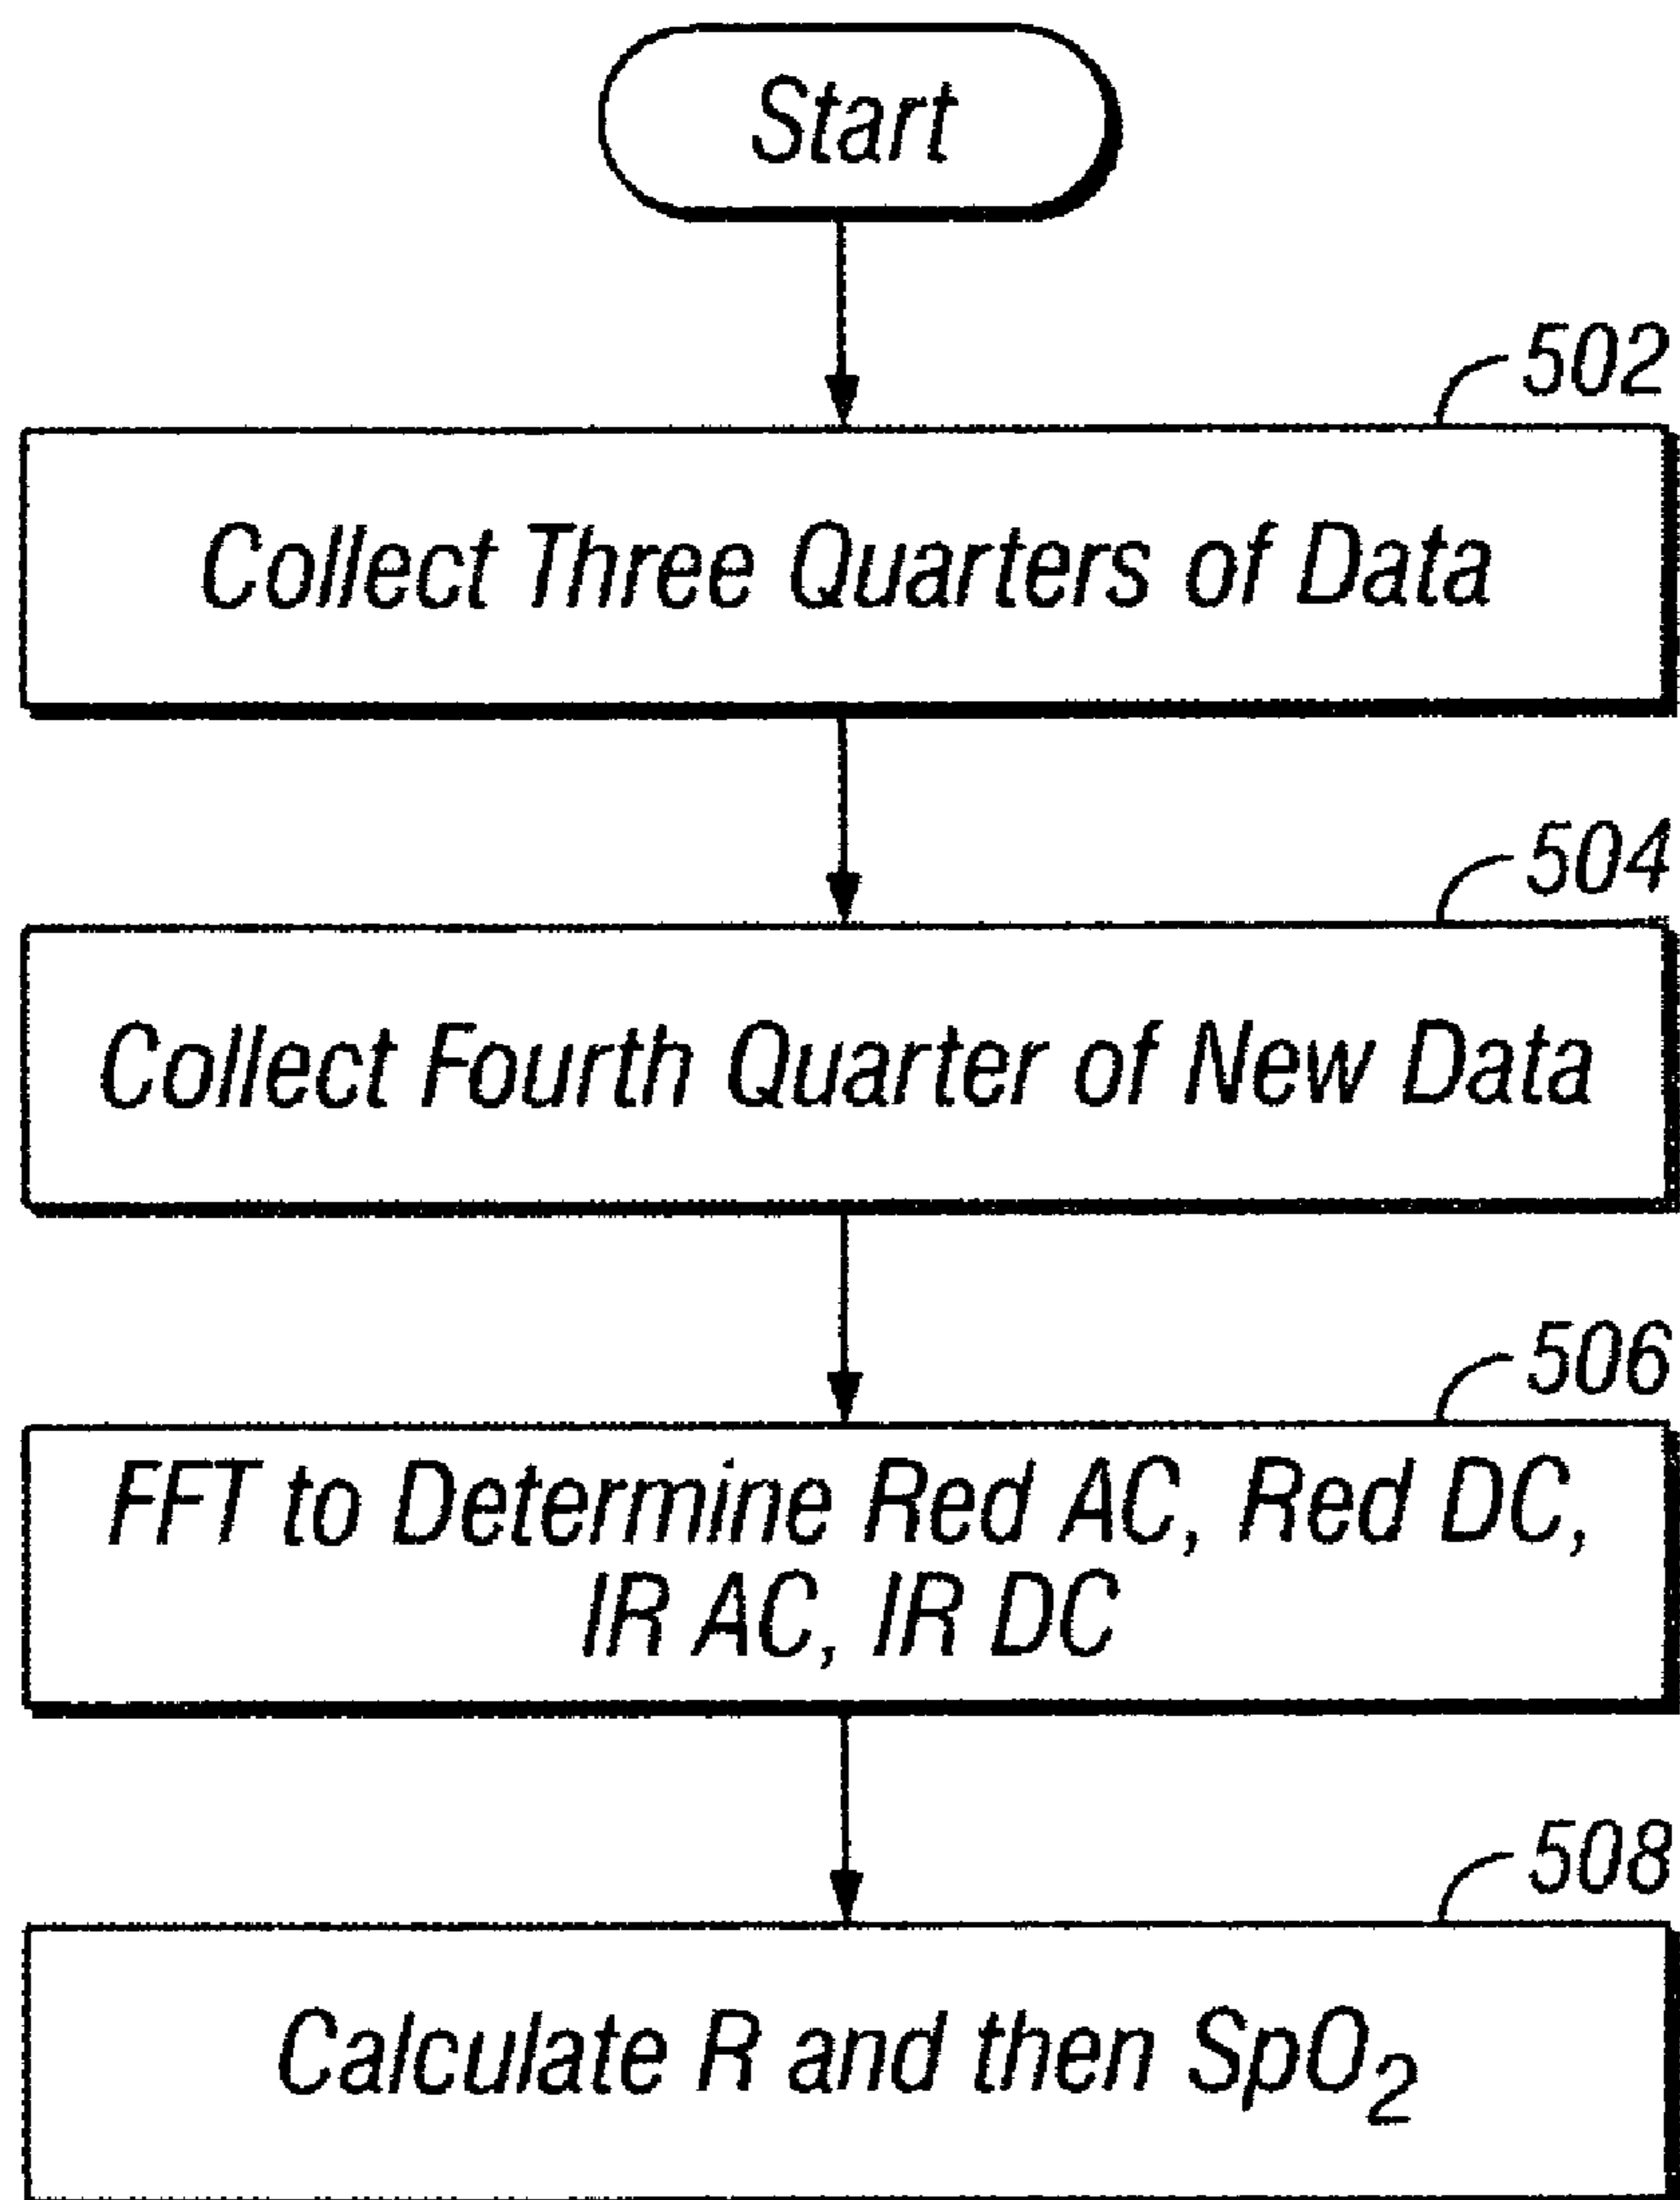 Start
502
Collect Three Quarters of Data
504
Collect Fourth Quarter of New Data
506
FFT to Determine Red AC, Red DC,
IR AC, IR DC
508
Calculate R and then SpO₂